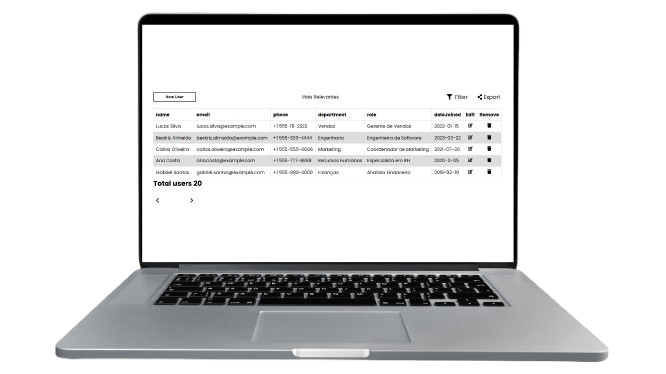 New User Mais Relevantes Filter Export
name email phone department role dateJoined Edit Remove
Lucas Silva lucas.silva@example.com +1 555-111-2222 Vendas Gerente de Vendas 2022-01-15
Beatriz Almeida beatriz.almeida@example.com +1 555-333-4444 Engenharia Engenheira de Software 2023-03-22
Carlos Oliveira carlos.oliveira@example.com +1 555-555-6666 Marketing Coordenador de Marketing 2021-07-30
Ana Costa ana.costa@example.com +1 555-777-8888 Recursos Humanos Especialista em RH 2020-11-05
Gabriel Santos gabriel.santos@example.com +1 555-999-0000 Finanças Analista Financeiro 2019-02-19
Total users 20